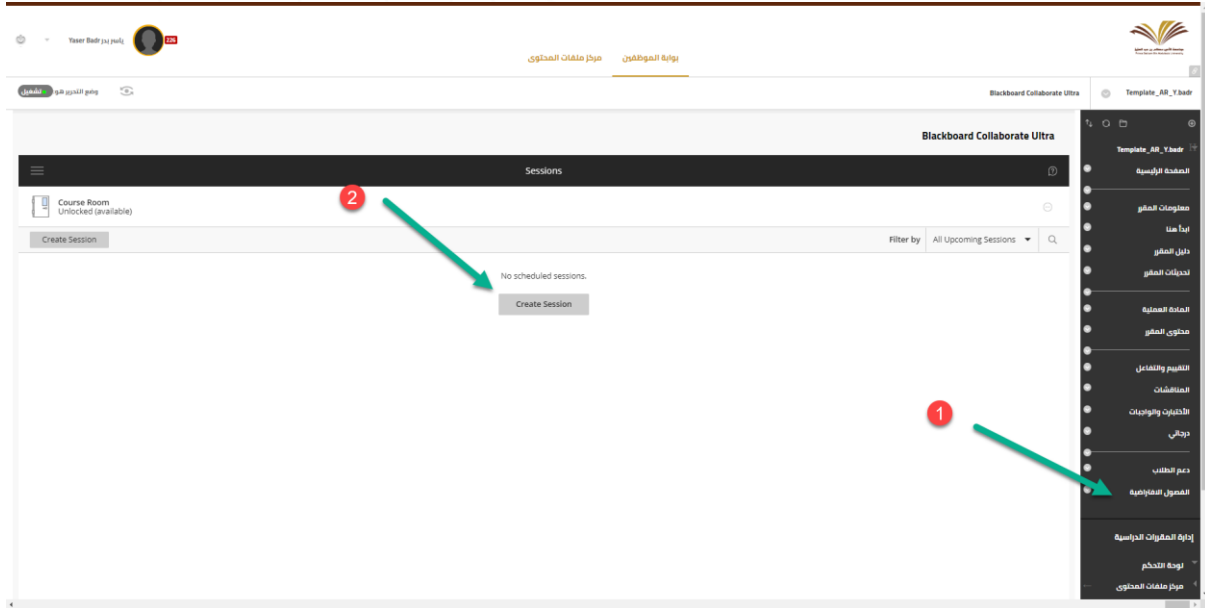 Yaser Badr ياسر بدر
226
بوابة الموظفين
مركز ملفات المحتوى
وضع التحرير هو تشغيل
Blackboard Collaborate Ultra
Template_AR_Y.badr
Blackboard Collaborate Ultra
Sessions
Course Room
Unlocked (available)
Create Session
Filter by
All Upcoming Sessions
No scheduled sessions.
Create Session
2
1
Template_AR_Y.badr
الصفحة الرئيسية
معلومات المقرر
ابدأ هنا
دليل المقرر
تحديثات المقرر
المادة العملية
محتوى المقرر
التقييم والتفاعل
المناقشات
الأختبارت والواجبات
درجاتي
دعم الطلاب
الفصول الافتراضية
إدارة المقررات الدراسية
لوحة التحكم
مركز ملفات المحتوى